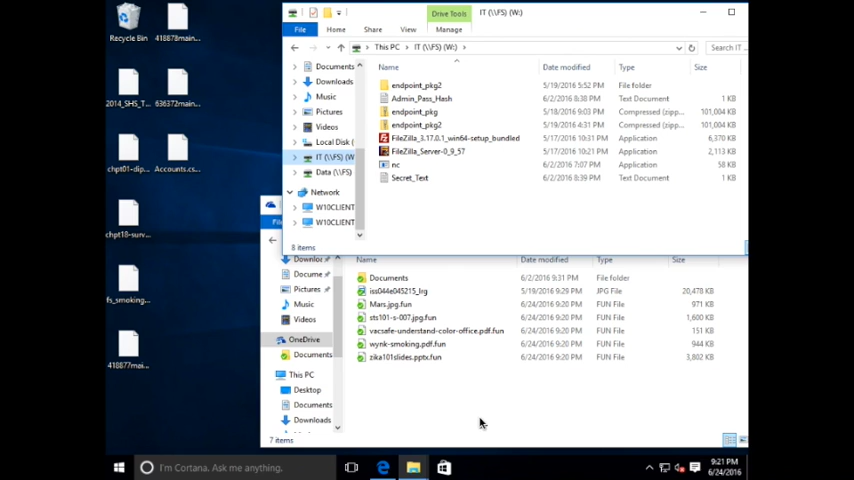 Recycle Bin
418878main...
2014_SHS_T...
636372main...
chpt01-dip...
Accounts.cs...
chpt18-surv...
fs_smoking...
418877main...
Drive Tools
IT (\\FS) (W:)
File
Home
Share
View
Manage
This PC
IT (\\FS) (W:)
Search IT ...
Name
Date modified
Type
Size
Documents
Downloads
Music
Pictures
Videos
Local Disk (
IT (\\FS) (W
Data (\\FS)
Network
W10CLIENT
W10CLIENT
endpoint_pkg2 5/19/2016 5:52 PM File folder
Admin_Pass_Hash 6/2/2016 8:38 PM Text Document 1 KB
endpoint_pkg 5/18/2016 9:03 PM Compressed (zipp... 101,004 KB
endpoint_pkg2 5/19/2016 4:31 PM Compressed (zipp... 101,004 KB
FileZilla_3.17.0.1_win64-setup_bundled 5/17/2016 10:31 PM Application 6,370 KB
FileZilla_Server-0_9_57 5/17/2016 10:21 PM Application 2,113 KB
nc 6/2/2016 7:07 PM Application 58 KB
Secret_Text 6/2/2016 8:39 PM Text Document 1 KB
8 items
Name
Date modified
Type
Size
Downloa
Docume
Pictures
Music
Videos
OneDrive
Documents
This PC
Desktop
Documents
Downloads
Documents 6/2/2016 9:31 PM File folder
iss044e045215_lrg 5/19/2016 9:29 PM JPG File 20,478 KB
Mars.jpg.fun 6/24/2016 9:20 PM FUN File 971 KB
sts101-s-007.jpg.fun 6/24/2016 9:20 PM FUN File 1,600 KB
vacsafe-understand-color-office.pdf.fun 6/24/2016 9:20 PM FUN File 151 KB
wynk-smoking.pdf.fun 6/24/2016 9:20 PM FUN File 944 KB
zika101slides.pptx.fun 6/24/2016 9:20 PM FUN File 3,802 KB
7 items
I'm Cortana. Ask me anything.
9:21 PM
6/24/2016